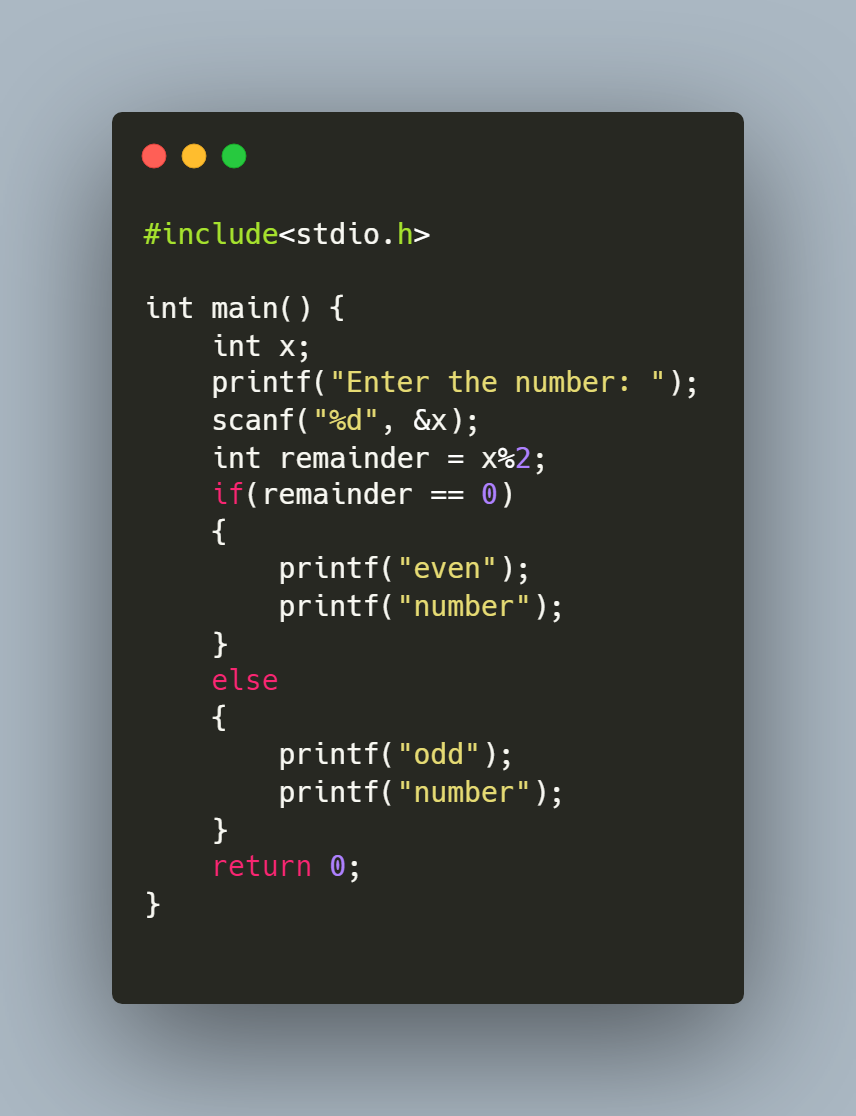 #include<stdio.h>

int main() {
    int x;
    printf("Enter the number: ");
    scanf("%d", &x);
    int remainder = x%2;
    if(remainder == 0)
    {
        printf("even");
        printf("number");
    }
    else
    {
        printf("odd");
        printf("number");
    }
    return 0;
}